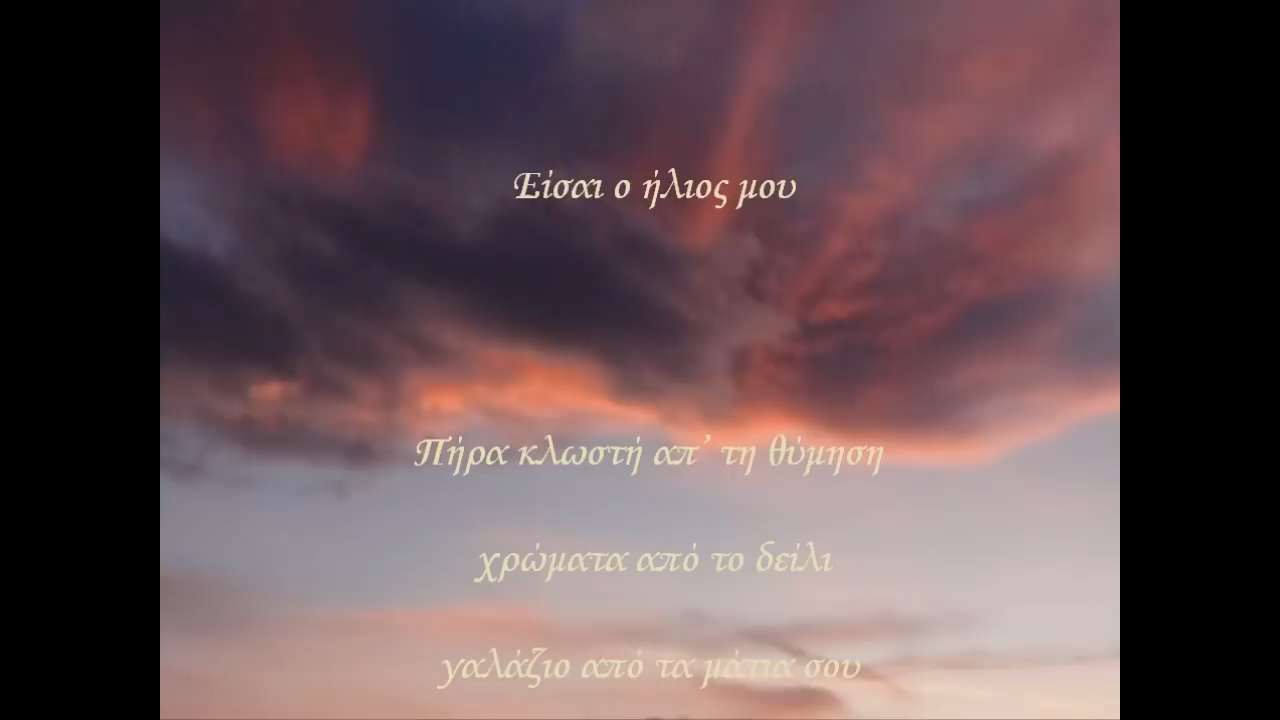 Είσαι ο ήλιος μου
Πήρα κλωστή απ’ τη θύμηση
χρώματα από το δείλι
γαλάζιο από τα μάτια σου